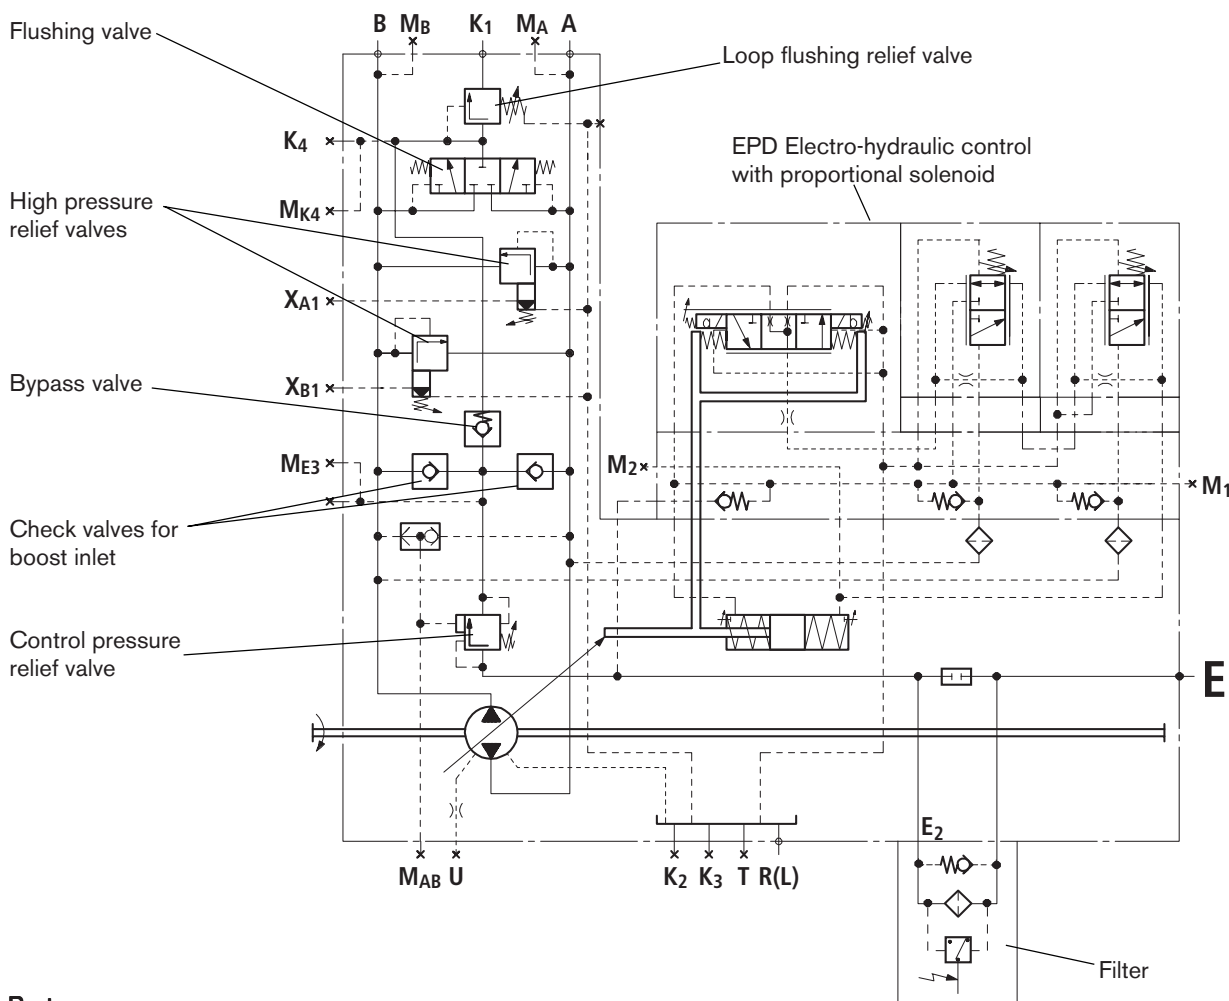 B MB K1 MA A
Flushing valve
Loop flushing relief valve
K4
EPD Electro-hydraulic control
with proportional solenoid
High pressure
relief valves
MK4
XA1
Bypass valve
XB1
ME3
M2
M1
Check valves for
boost inlet
Control pressure
relief valve
E
E2
MAB U K2 K3 T R(L)
Filter